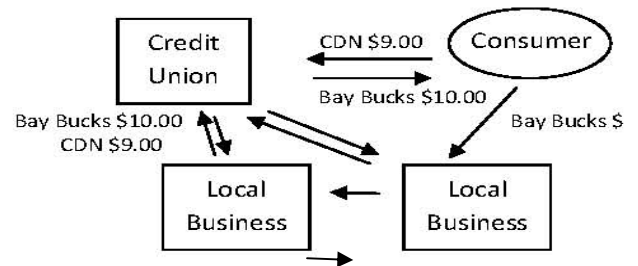 Credit
Union
CDN $9.00
Consumer
Bay Bucks $10.00
Bay Bucks $10.00
CDN $9.00
Bay Bucks $
Local
Business
Local
Business